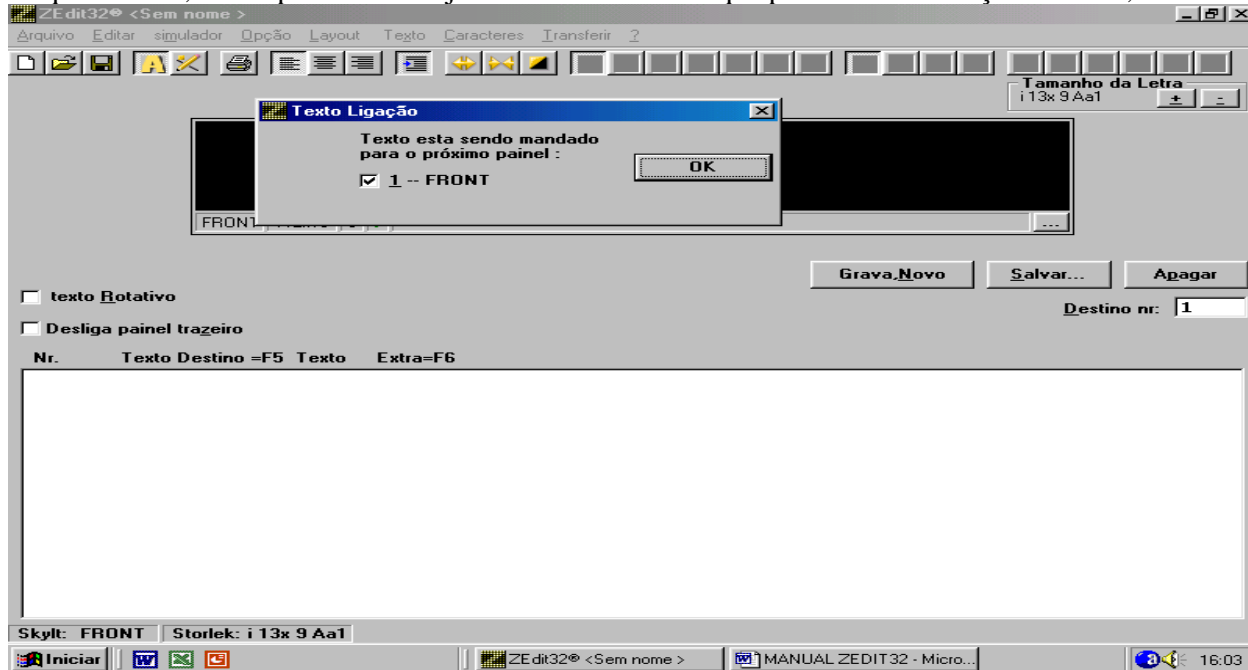 ZEdit32® <Sem nome >
Arquivo Editar simulador Opção Layout Texto Caracteres Transferir ?
Tamanho da Letra
i 13x 9 Aa1
+ -
Texto Ligação
Texto esta sendo mandado
para o próximo painel :
OK
1 -- FRONT
FRONT
...
Grava,Novo Salvar... Apagar
texto Rotativo
Destino nr: 1
Desliga painel trazeiro
Nr. Texto Destino =F5 Texto Extra=F6
Skylt: FRONT Storlek: i 13x 9 Aa1
Iniciar ZEdit32® <Sem nome > MANUAL ZEDIT32 - Micro... 16:03